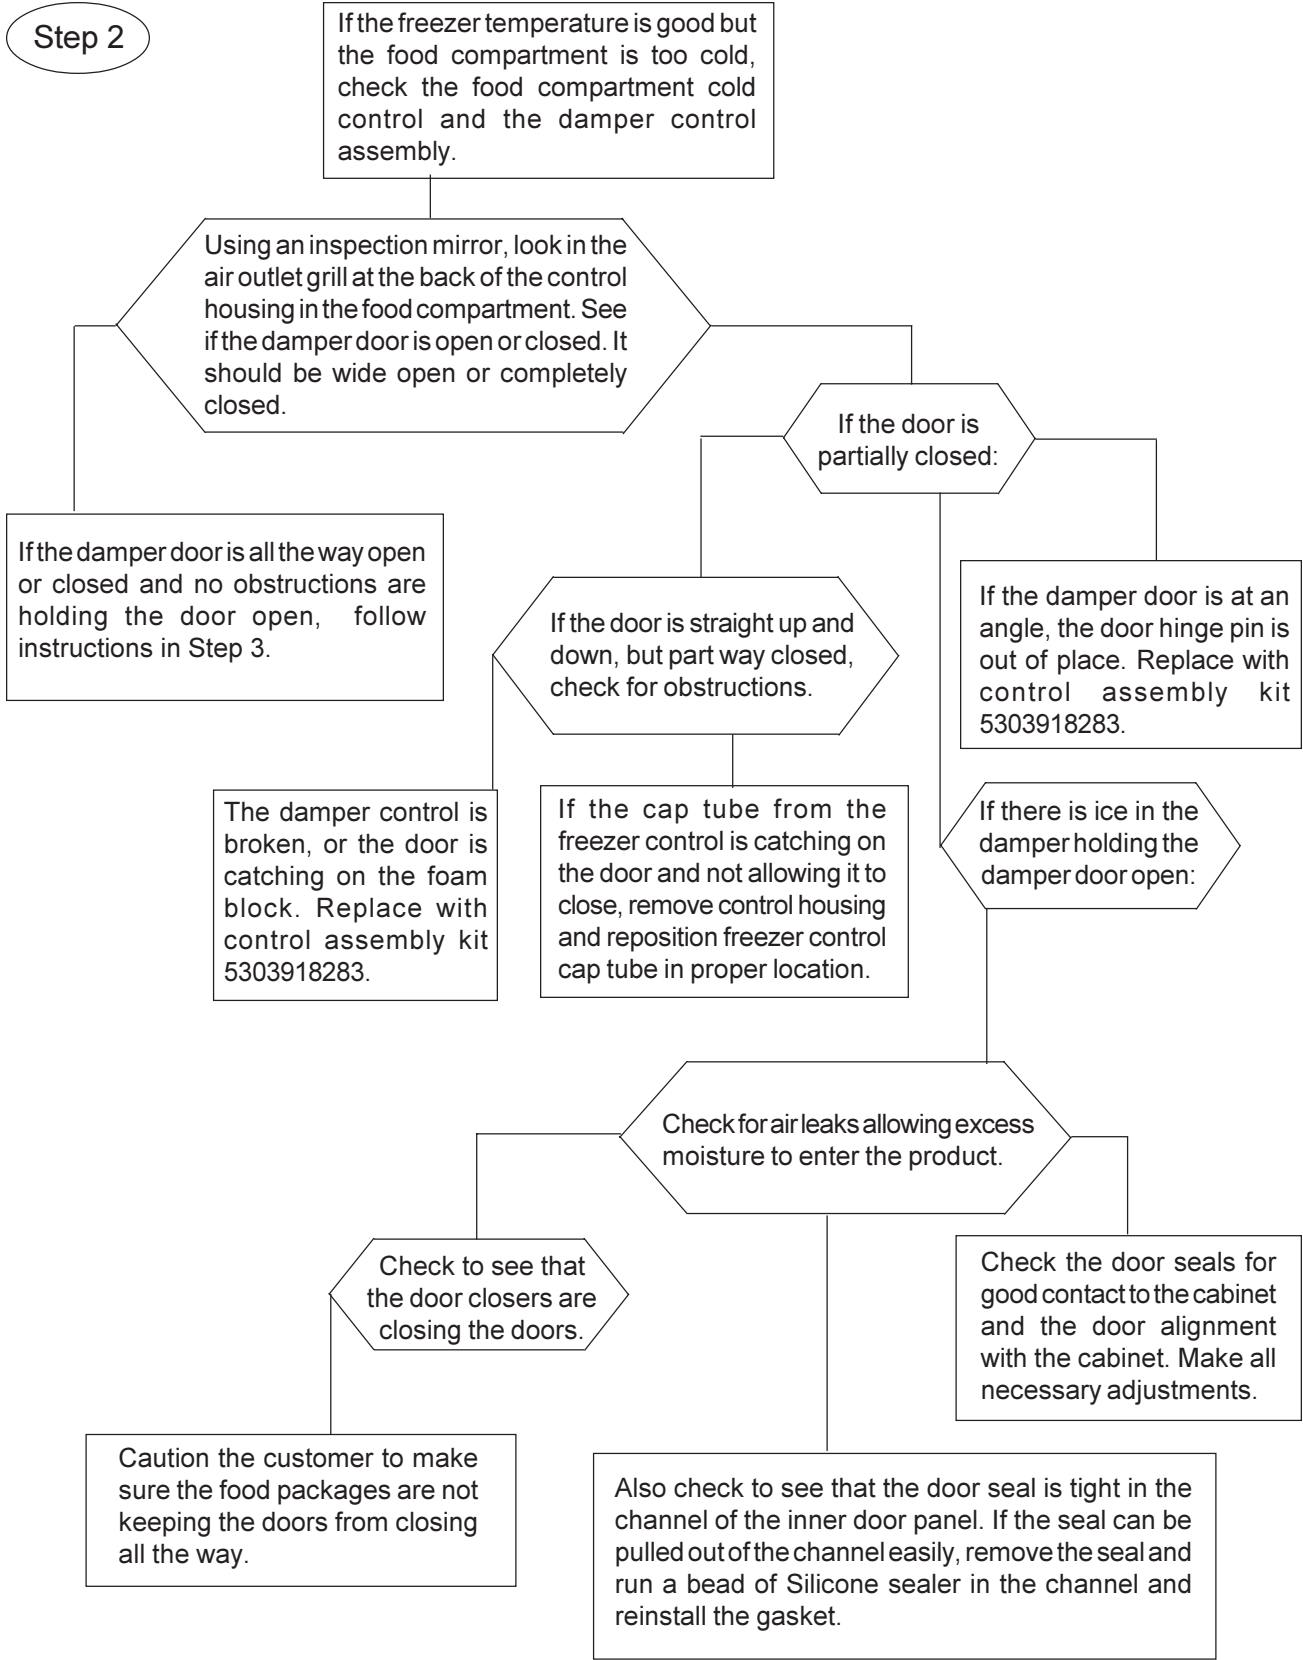 Step 2
If the freezer temperature is good but
the food compartment is too cold,
check the food compartment cold
control and the damper control
assembly.
Using an inspection mirror, look in the
air outlet grill at the back of the control
housing in the food compartment. See
if the damper door is open or closed. It
should be wide open or completely
closed.
If the door is
partially closed:
If the damper door is all the way open
or closed and no obstructions are
holding the door open, follow
instructions in Step 3.
If the door is straight up and
down, but part way closed,
check for obstructions.
If the damper door is at an
angle, the door hinge pin is
out of place. Replace with
control assembly kit
5303918283.
The damper control is
broken, or the door is
catching on the foam
block. Replace with
control assembly kit
5303918283.
If the cap tube from the
freezer control is catching on
the door and not allowing it to
close, remove control housing
and reposition freezer control
cap tube in proper location.
If there is ice in the
damper holding the
damper door open:
Check for air leaks allowing excess
moisture to enter the product.
Check to see that
the door closers are
closing the doors.
Check the door seals for
good contact to the cabinet
and the door alignment
with the cabinet. Make all
necessary adjustments.
Caution the customer to make
sure the food packages are not
keeping the doors from closing
all the way.
Also check to see that the door seal is tight in the
channel of the inner door panel. If the seal can be
pulled out of the channel easily, remove the seal and
run a bead of Silicone sealer in the channel and
reinstall the gasket.